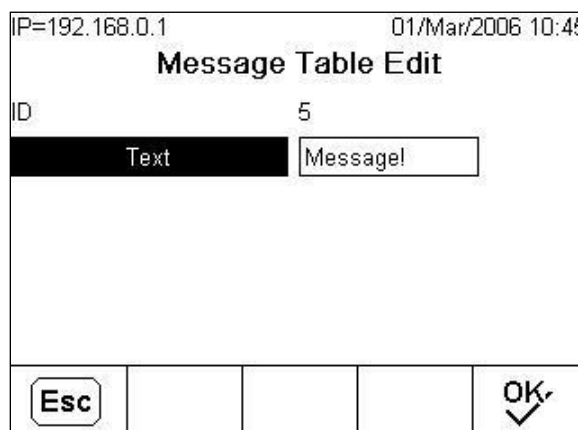 IP=192.168.0.1 01/Mar/2006 10:45
Message Table Edit
ID 5
Text Message!
Esc OK